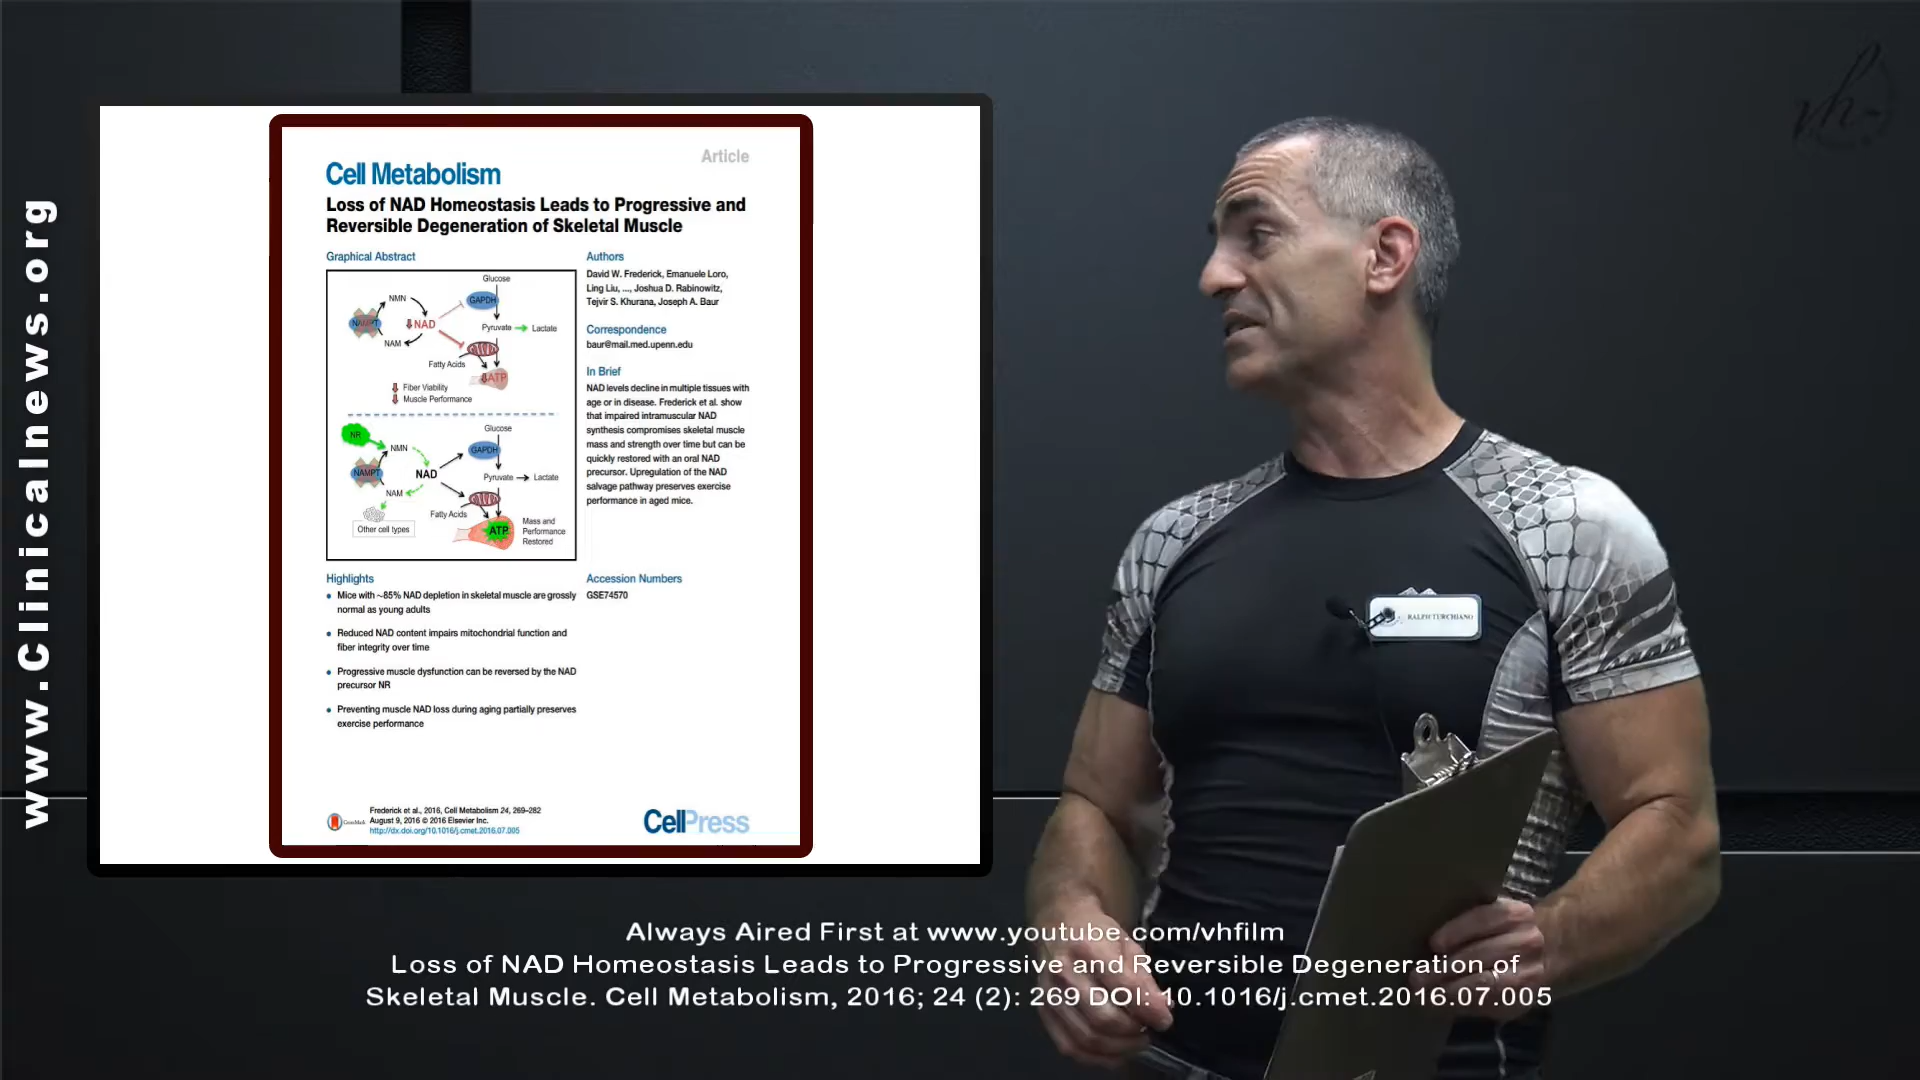 www.Clinicalnews.org
Article
Cell Metabolism
Loss of NAD Homeostasis Leads to Progressive and
Reversible Degeneration of Skeletal Muscle
Graphical Abstract
Glucose
NMN
GAPDH
NAMPT
NAD
Pyruvate
Lactate
NAM
Fatty Acids
ATP
Fiber Viability
Muscle Performance
NR
Glucose
NMN
GAPDH
NAMPT
NAD
Pyruvate
Lactate
NAM
Fatty Acids
ATP
Mass and
Performance
Restored
Other cell types
Authors
David W. Frederick, Emanuele Loro,
Ling Liu, ..., Joshua D. Rabinowitz,
Tejvir S. Khurana, Joseph A. Baur
Correspondence
baur@mail.med.upenn.edu
In Brief
NAD levels decline in multiple tissues with
age or in disease. Frederick et al. show
that impaired intramuscular NAD
synthesis compromises skeletal muscle
mass and strength over time but can be
quickly restored with an oral NAD
precursor. Upregulation of the NAD
salvage pathway preserves exercise
performance in aged mice.
Highlights
• Mice with ~85% NAD depletion in skeletal muscle are grossly
normal as young adults
• Reduced NAD content impairs mitochondrial function and
fiber integrity over time
• Progressive muscle dysfunction can be reversed by the NAD
precursor NR
• Preventing muscle NAD loss during aging partially preserves
exercise performance
Accession Numbers
GSE74570
CrossMark
Frederick et al., 2016, Cell Metabolism 24, 269–282
August 9, 2016 © 2016 Elsevier Inc.
http://dx.doi.org/10.1016/j.cmet.2016.07.005
CellPress
vh
RALPH TURCHIANO
Always Aired First at www.youtube.com/vhfilm
Loss of NAD Homeostasis Leads to Progressive and Reversible Degeneration of
Skeletal Muscle. Cell Metabolism, 2016; 24 (2): 269 DOI: 10.1016/j.cmet.2016.07.005